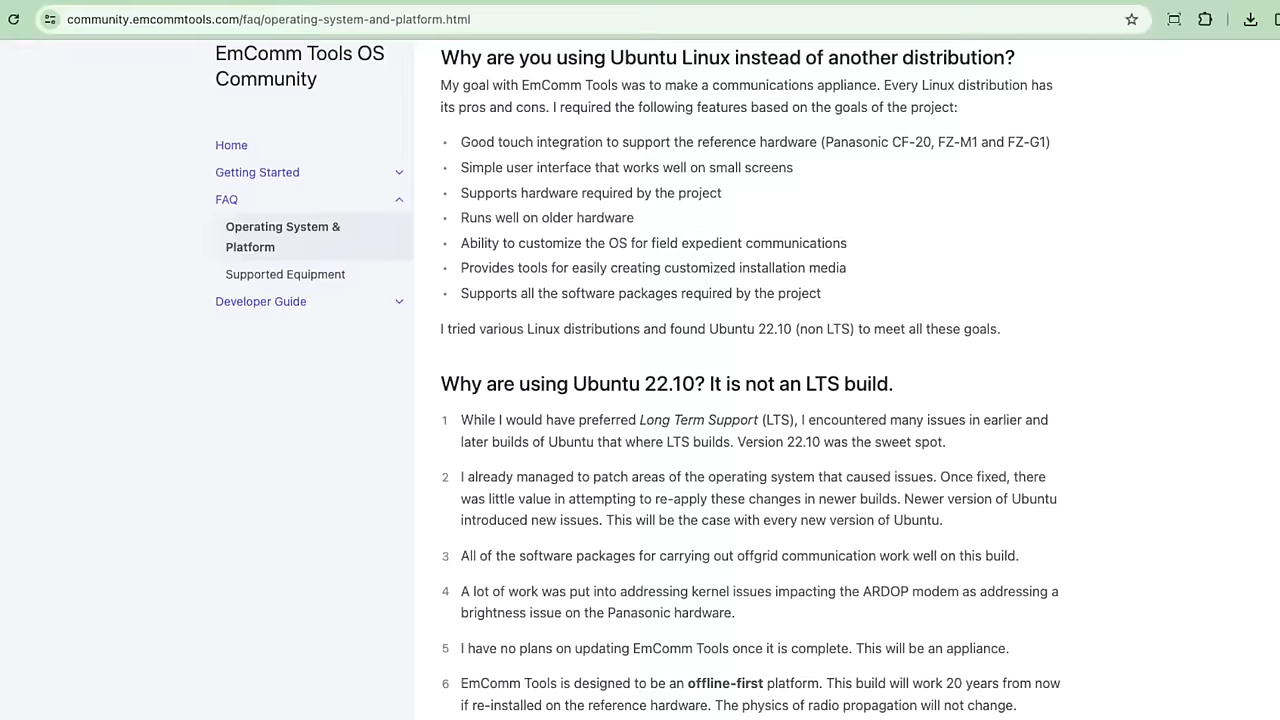 community.emcommtools.com/faq/operating-system-and-platform.html
EmComm Tools OS
Community
Home
Getting Started
FAQ
Operating System &
Platform
Supported Equipment
Developer Guide
Why are you using Ubuntu Linux instead of another distribution?
My goal with EmComm Tools was to make a communications appliance. Every Linux distribution has
its pros and cons. I required the following features based on the goals of the project:
• Good touch integration to support the reference hardware (Panasonic CF-20, FZ-M1 and FZ-G1)
• Simple user interface that works well on small screens
• Supports hardware required by the project
• Runs well on older hardware
• Ability to customize the OS for field expedient communications
• Provides tools for easily creating customized installation media
• Supports all the software packages required by the project
I tried various Linux distributions and found Ubuntu 22.10 (non LTS) to meet all these goals.
Why are using Ubuntu 22.10? It is not an LTS build.
1 While I would have preferred Long Term Support (LTS), I encountered many issues in earlier and
later builds of Ubuntu that where LTS builds. Version 22.10 was the sweet spot.
2 I already managed to patch areas of the operating system that caused issues. Once fixed, there
was little value in attempting to re-apply these changes in newer builds. Newer version of Ubuntu
introduced new issues. This will be the case with every new version of Ubuntu.
3 All of the software packages for carrying out offgrid communication work well on this build.
4 A lot of work was put into addressing kernel issues impacting the ARDOP modem as addressing a
brightness issue on the Panasonic hardware.
5 I have no plans on updating EmComm Tools once it is complete. This will be an appliance.
6 EmComm Tools is designed to be an offline-first platform. This build will work 20 years from now
if re-installed on the reference hardware. The physics of radio propagation will not change.